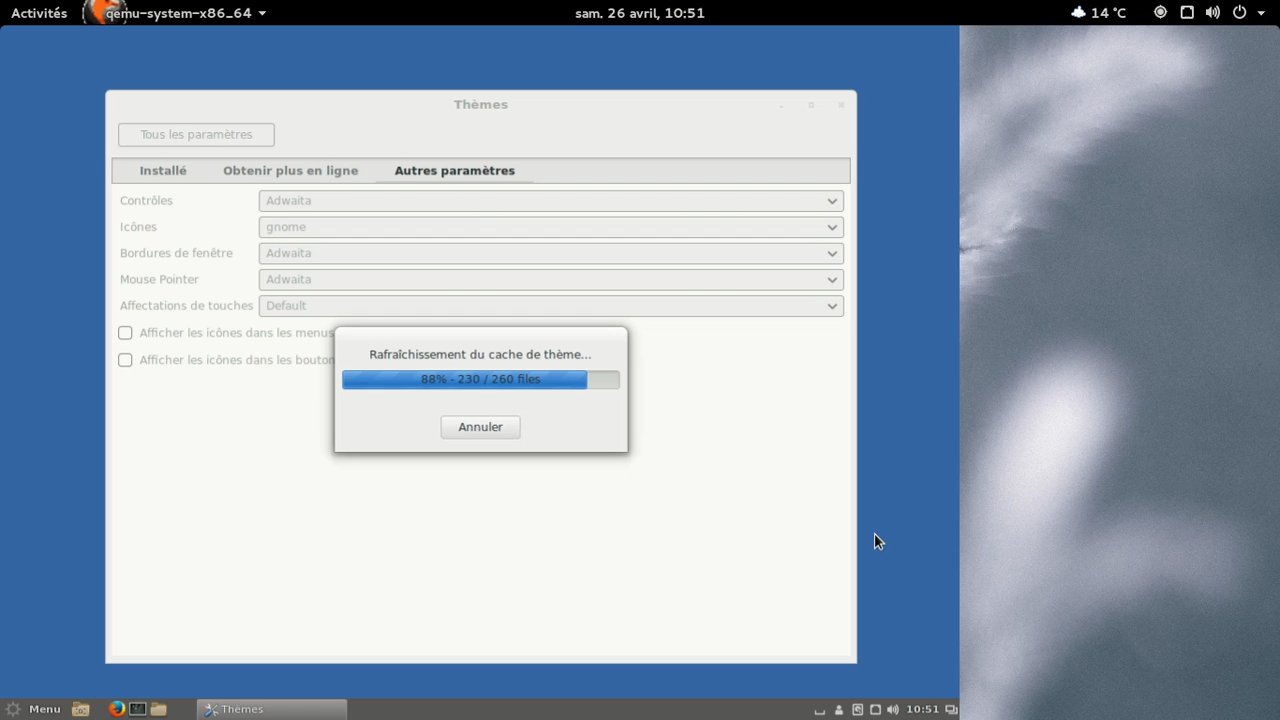 Activités
qemu-system-x86_64
sam. 26 avril, 10:51
14 °C
Thèmes
Tous les paramètres
Installé
Obtenir plus en ligne
Autres paramètres
Contrôles
Adwaita
Icônes
gnome
Bordures de fenêtre
Adwaita
Mouse Pointer
Adwaita
Affectations de touches
Default
Afficher les icônes dans les menus
Afficher les icônes dans les bouton
Rafraîchissement du cache de thème...
88% - 230 / 260 files
Annuler
Menu
Thèmes
10:51